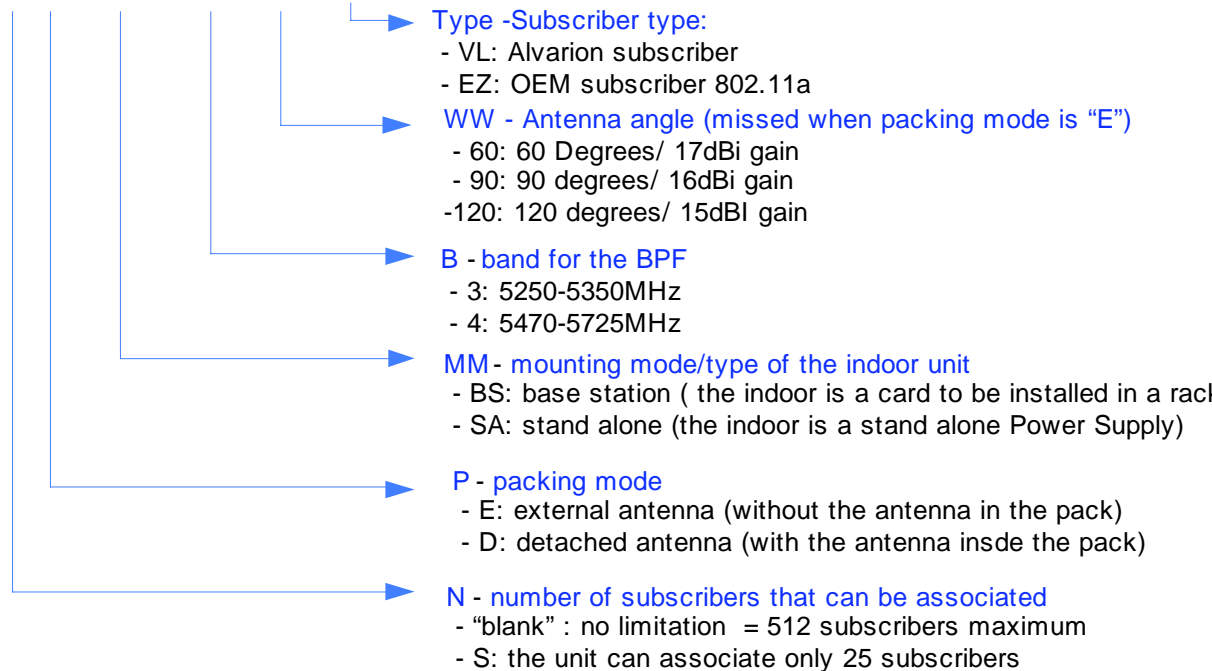 Type -Subscriber type:
- VL: Alvarion subscriber
- EZ: OEM subscriber 802.11a
WW - Antenna angle (missed when packing mode is “E”)
- 60: 60 Degrees/ 17dBi gain
- 90: 90 degrees/ 16dBi gain
-120: 120 degrees/ 15dBI gain
B - band for the BPF
- 3: 5250-5350MHz
- 4: 5470-5725MHz
MM - mounting mode/type of the indoor unit
- BS: base station ( the indoor is a card to be installed in a
- SA: stand alone (the indoor is a stand alone Power Supply)
P - packing mode
- E: external antenna (without the antenna in the pack)
- D: detached antenna (with the antenna insde the pack)
N - number of subscribers that can be associated
- “blank” : no limitation = 512 subscribers maximum
- S: the unit can associate only 25 subscribers